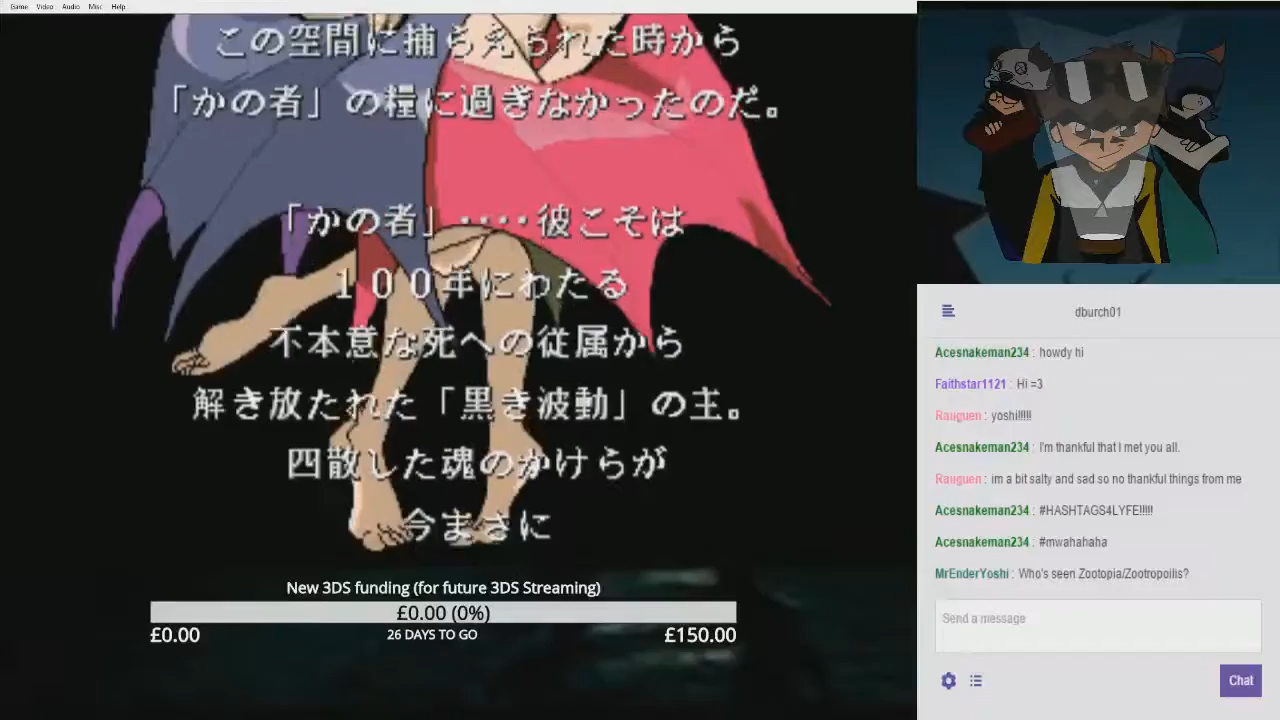 Game Video Audio Misc Help
この空間に捕らえられた時から
「かの者」の糧に過ぎなかったのだ。
「かの者」‥‥彼こそは
１００年にわたる
不本意な死への従属から
解き放たれた「黒き波動」の主。
四散した魂のかけらが
今まさに
New 3DS funding (for future 3DS Streaming)
£0.00 (0%)
£0.00
26 DAYS TO GO
£150.00
dburch01
Acesnakeman234 : howdy hi
Faithstar1121 : Hi =3
Rauguen : yoshi!!!!!
Acesnakeman234 : I'm thankful that I met you all.
Rauguen : im a bit salty and sad so no thankful things from me
Acesnakeman234 : #HASHTAGS4LYFE!!!!!
Acesnakeman234 : #mwahahaha
MrEnderYoshi : Who's seen Zootopia/Zootropoilis?
Send a message
Chat